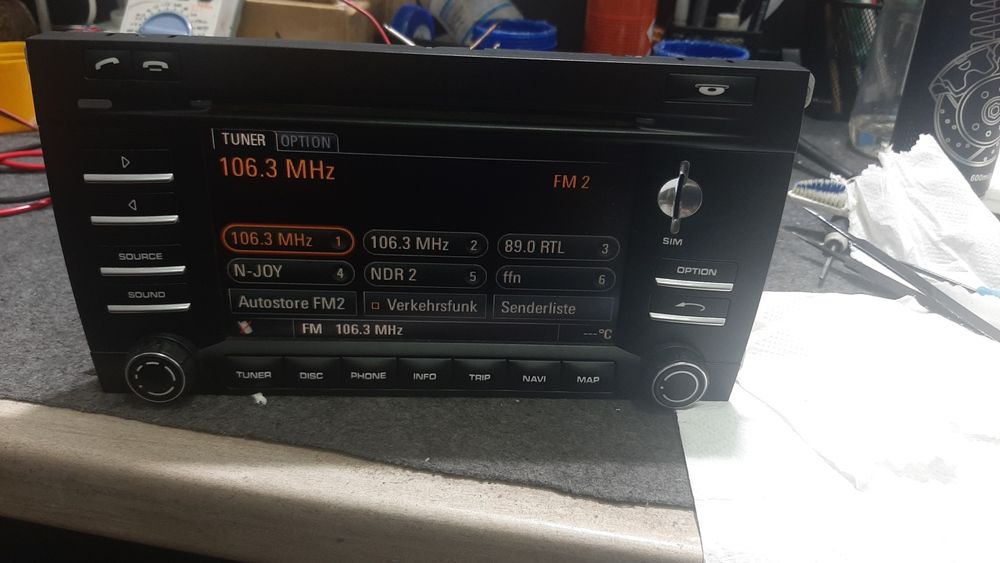 TUNER OPTION
106.3 MHz
FM 2
106.3 MHz 1 106.3 MHz 2 89.0 RTL 3
N-JOY 4 NDR 2 5 ffn 6
Autostore FM2 Verkehrsfunk Senderliste
FM 106.3 MHz ---°C
SOURCE
SOUND
SIM
OPTION
TUNER DISC PHONE INFO TRIP NAVI MAP
600ml